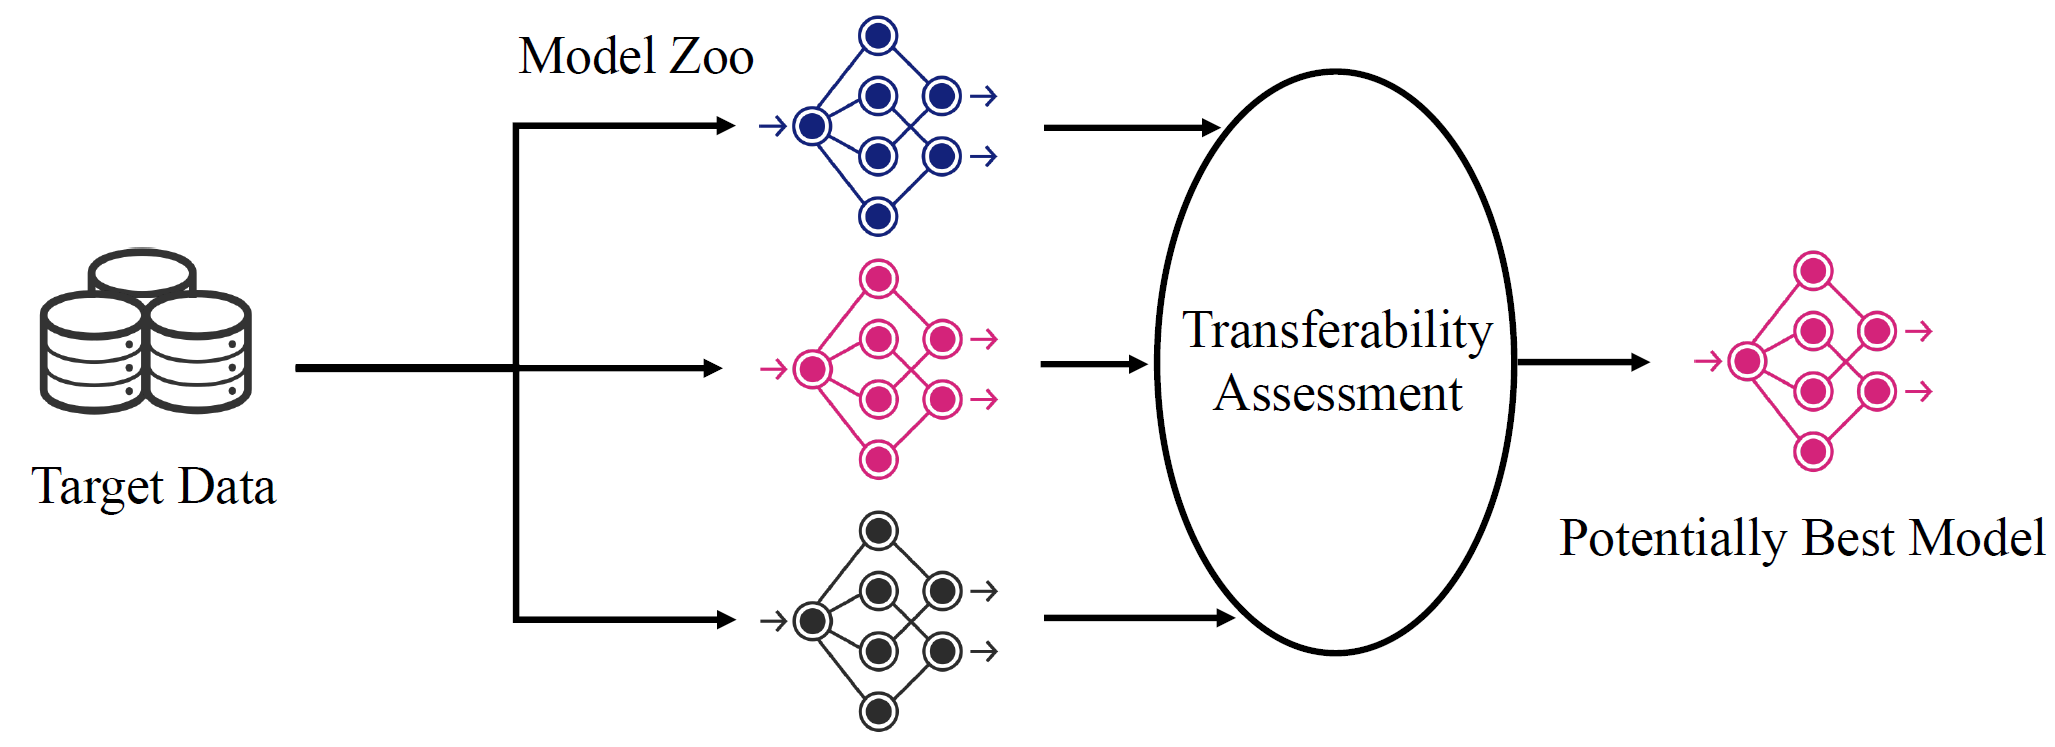 Model Zoo
Target Data
Transferability
Assessment
Potentially Best Model